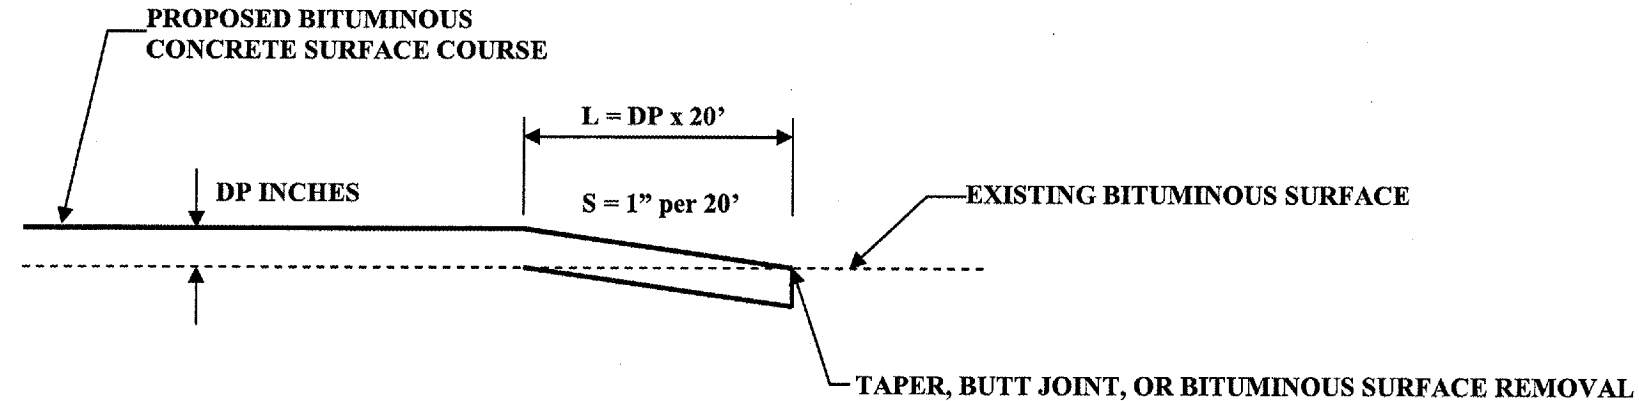 PROPOSED BITUMINOUS
CONCRETE SURFACE COURSE
L = DP x 20’
DP INCHES
S = 1” per 20’
EXISTING BITUMINOUS SURFACE
TAPER, BUTT JOINT, OR BITUMINOUS SURFACE REMOVAL